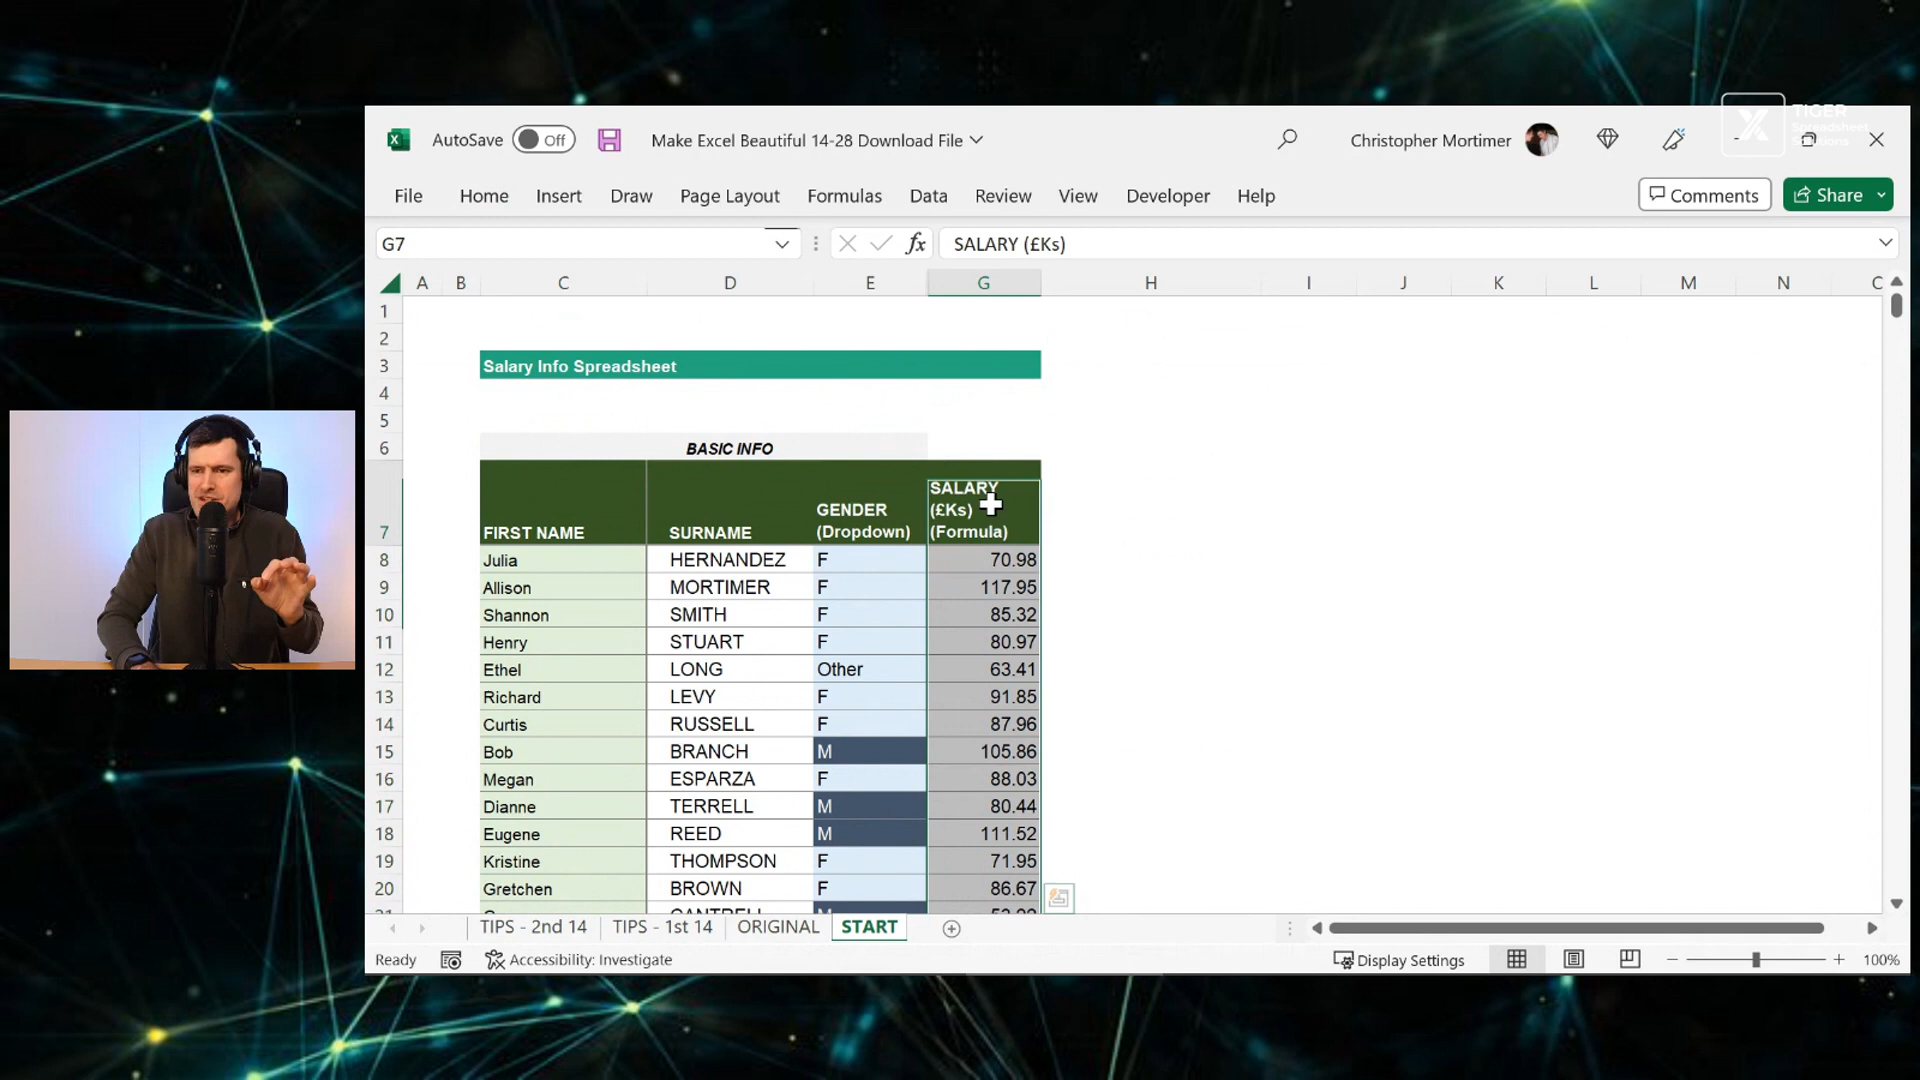 TIGER
Spreadsheet
Solutions
AutoSave Off Make Excel Beautiful 14-28 Download File Christopher Mortimer
File Home Insert Draw Page Layout Formulas Data Review View Developer Help Comments Share
G7 fx SALARY (£Ks)
A B C D E G H I J K L M N
1
2
3 Salary Info Spreadsheet
4
5
6 BASIC INFO
7 FIRST NAME SURNAME GENDER (Dropdown) SALARY (£Ks) (Formula)
8 Julia HERNANDEZ F 70.98
9 Allison MORTIMER F 117.95
10 Shannon SMITH F 85.32
11 Henry STUART F 80.97
12 Ethel LONG Other 63.41
13 Richard LEVY F 91.85
14 Curtis RUSSELL F 87.96
15 Bob BRANCH M 105.86
16 Megan ESPARZA F 88.03
17 Dianne TERRELL M 80.44
18 Eugene REED M 111.52
19 Kristine THOMPSON F 71.95
20 Gretchen BROWN F 86.67
TIPS - 2nd 14 TIPS - 1st 14 ORIGINAL START
Ready Accessibility: Investigate Display Settings 100%